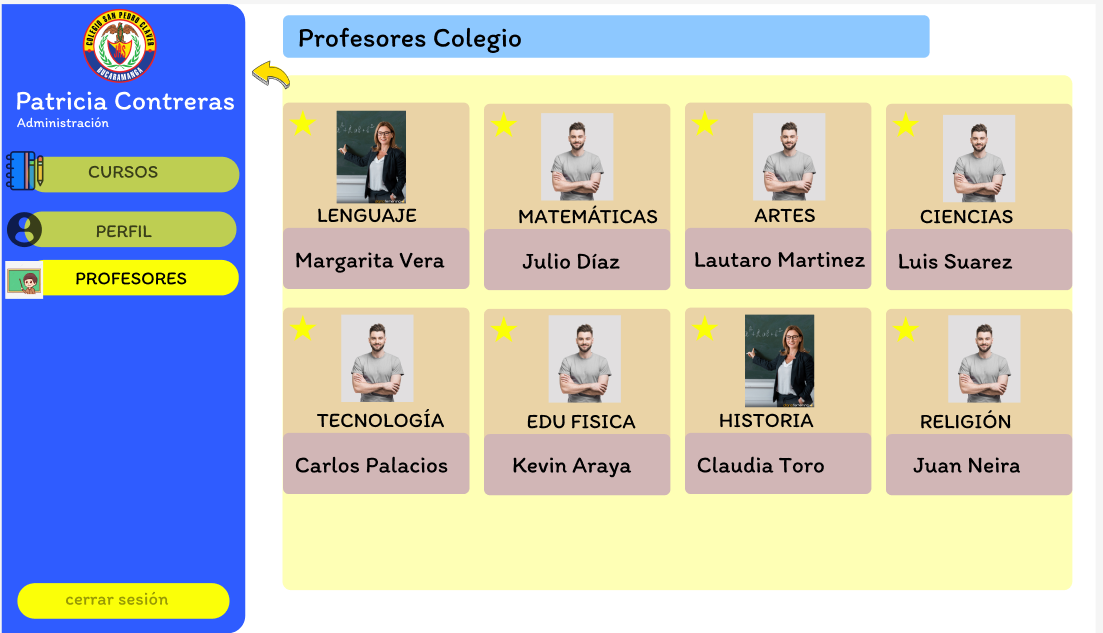 COLEGIO SAN PEDRO CLAVER
BUCARAMANGA
Patricia Contreras
Administración
CURSOS
PERFIL
PROFESORES
cerrar sesión
Profesores Colegio
LENGUAJE
Margarita Vera
MATEMÁTICAS
Julio Díaz
ARTES
Lautaro Martinez
CIENCIAS
Luis Suarez
TECNOLOGÍA
Carlos Palacios
EDU FISICA
Kevin Araya
HISTORIA
Claudia Toro
RELIGIÓN
Juan Neira